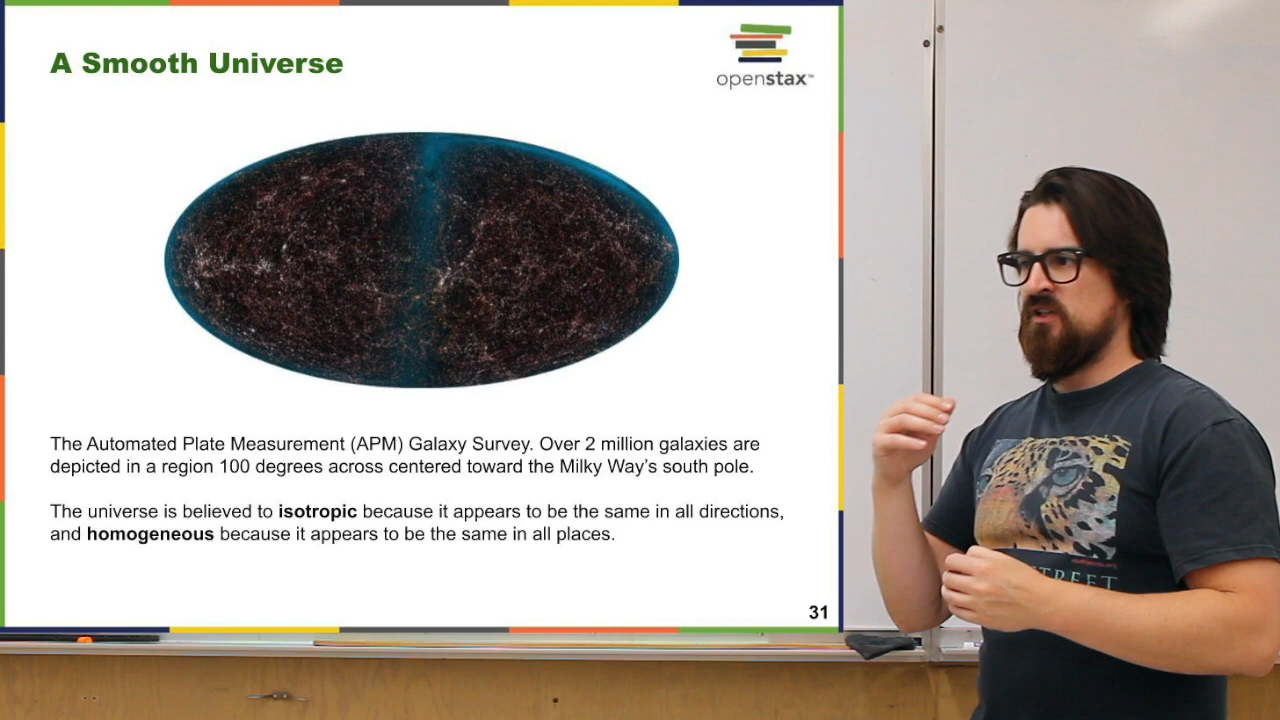 A Smooth Universe
openstax™
The Automated Plate Measurement (APM) Galaxy Survey. Over 2 million galaxies are
depicted in a region 100 degrees across centered toward the Milky Way's south pole.
The universe is believed to isotropic because it appears to be the same in all directions,
and homogeneous because it appears to be the same in all places.
31
STREET